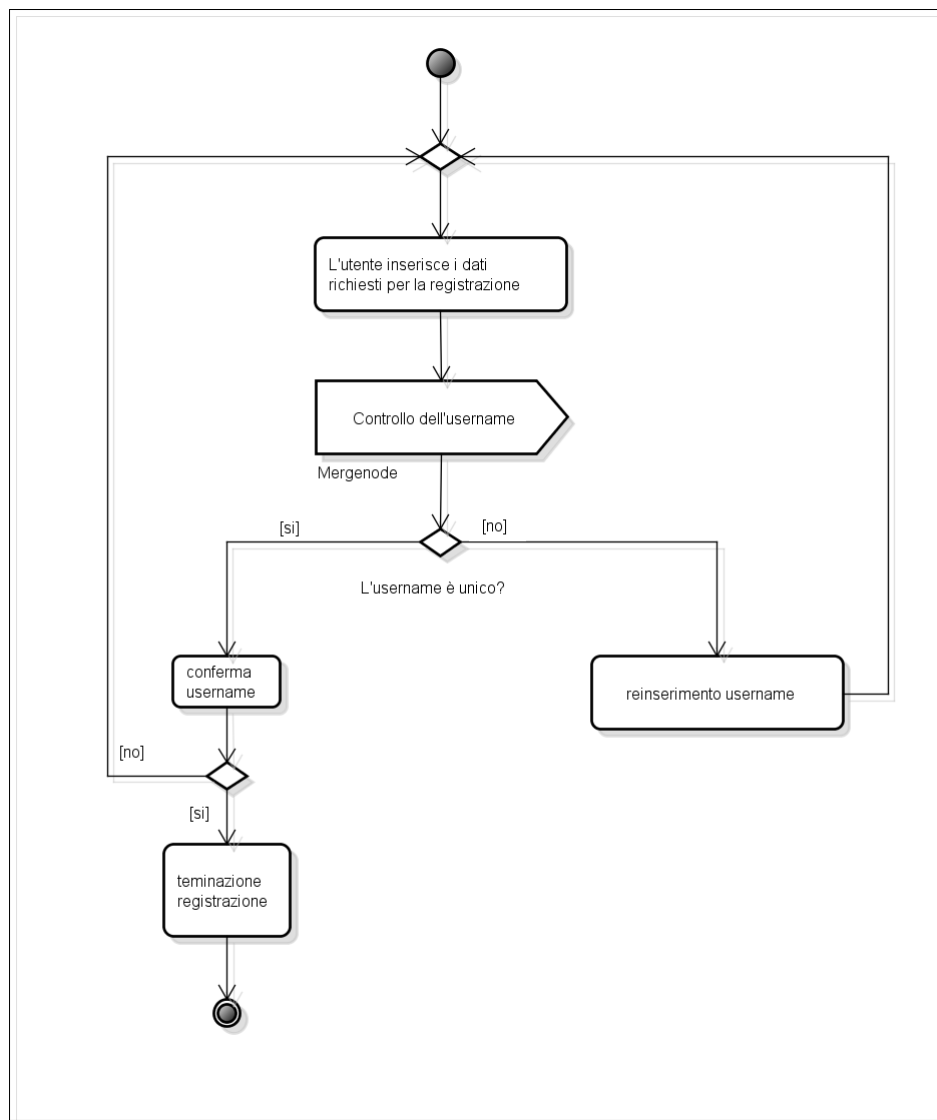 L'utente inserisce i dati
richiesti per la registrazione
Controllo dell'username
Mergenode
[si]
[no]
L'username è unico?
conferma
username
reinserimento username
[no]
[si]
teminazione
registrazione